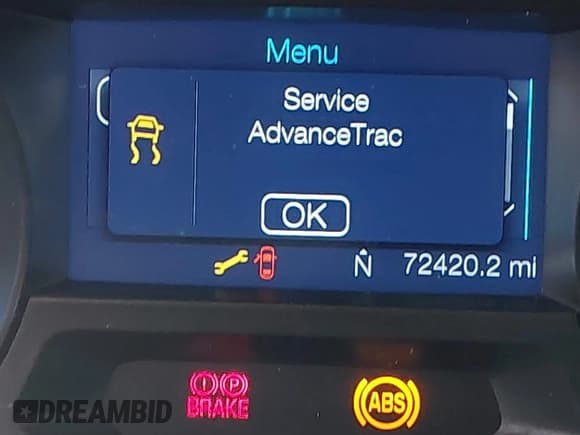 Menu
Service
AdvanceTrac
OK
N
72420.2 mi
(!) (P)
BRAKE
ABS
DREAMBID